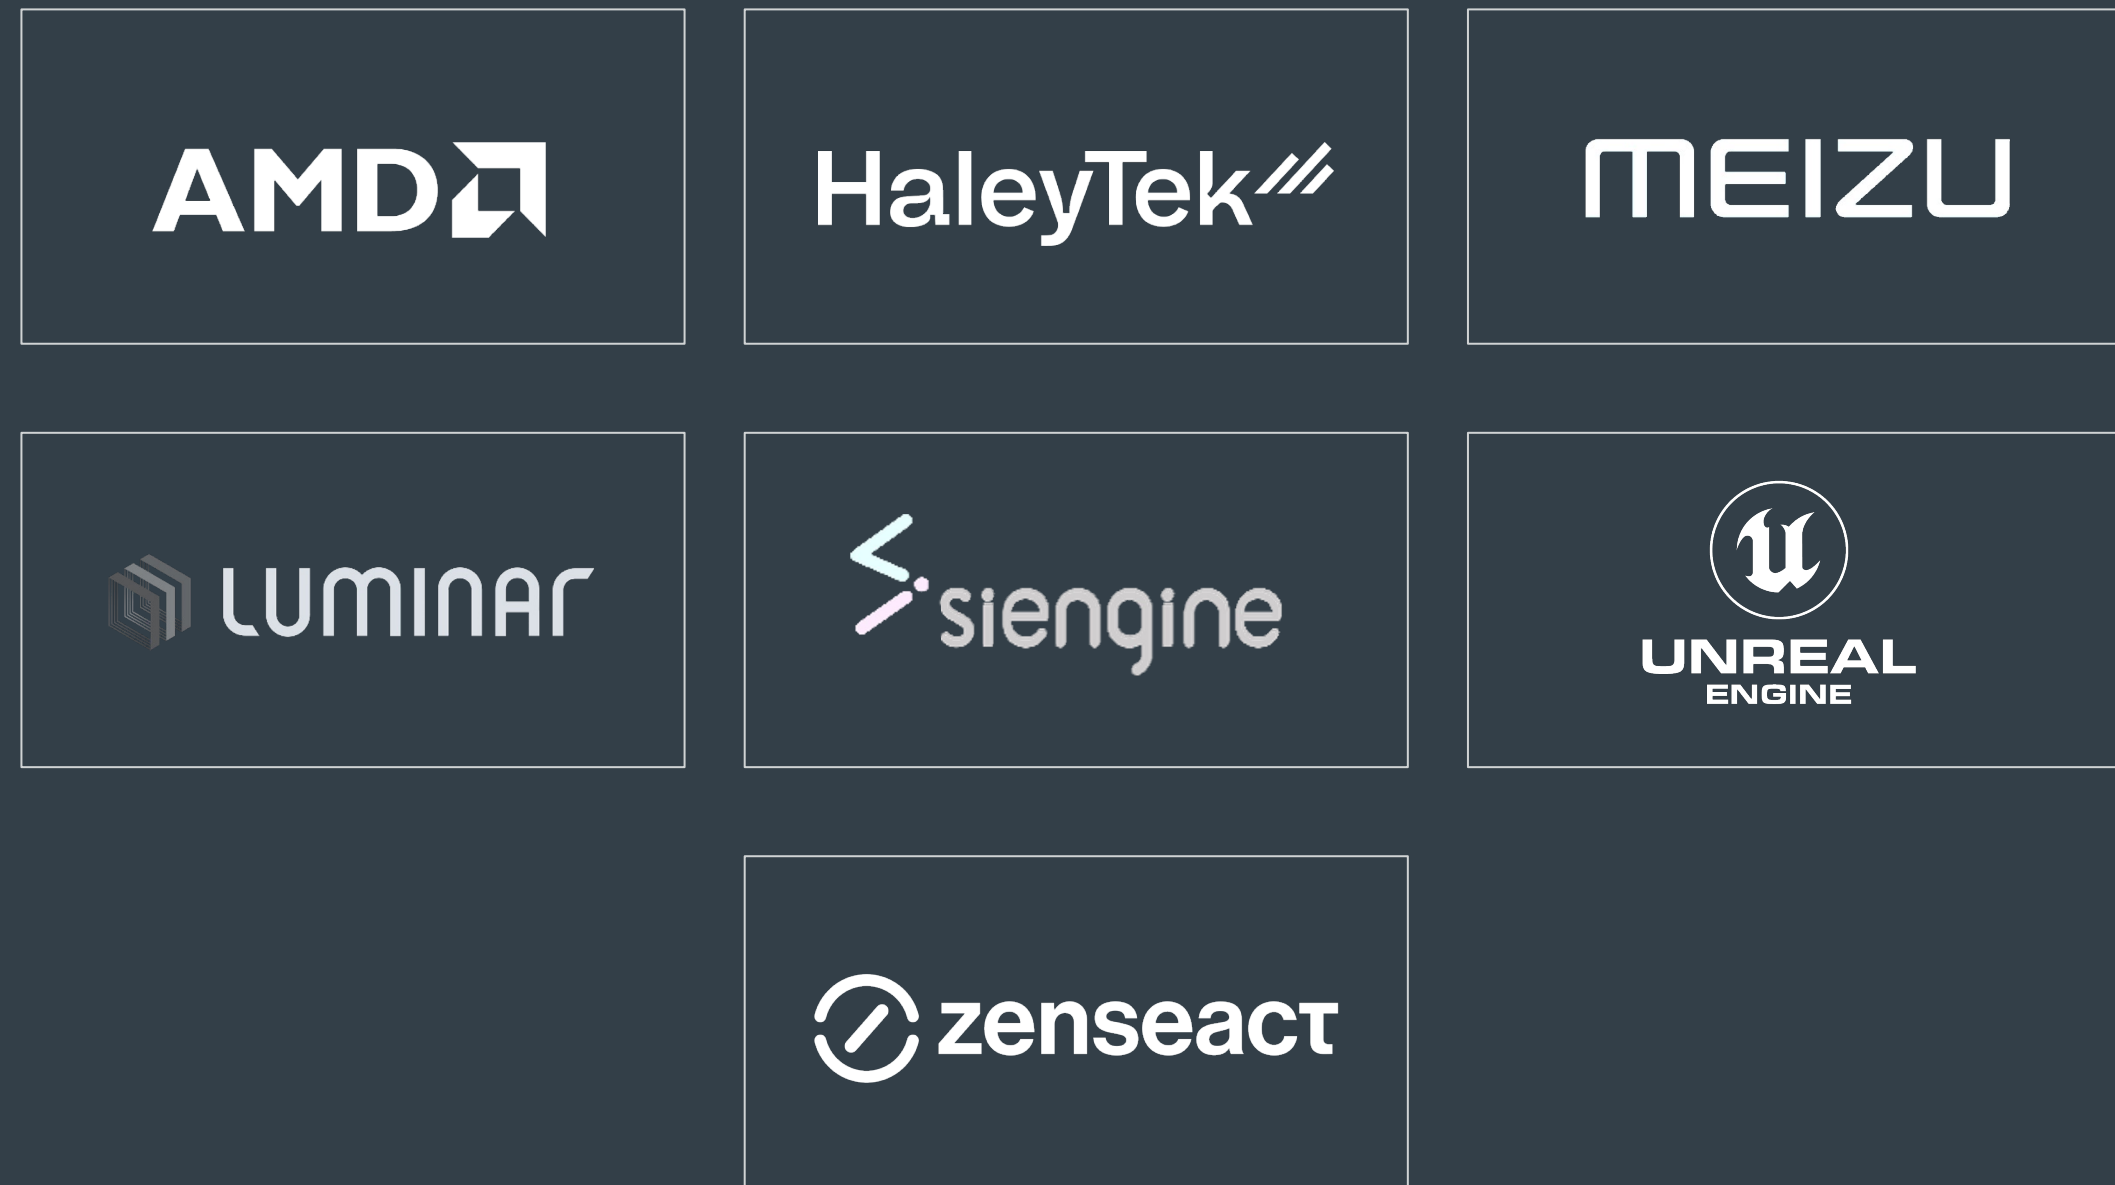 AMD
HaleyTek
MEIZU
LUMINAR
siengine
UNREAL
ENGINE
zenseact